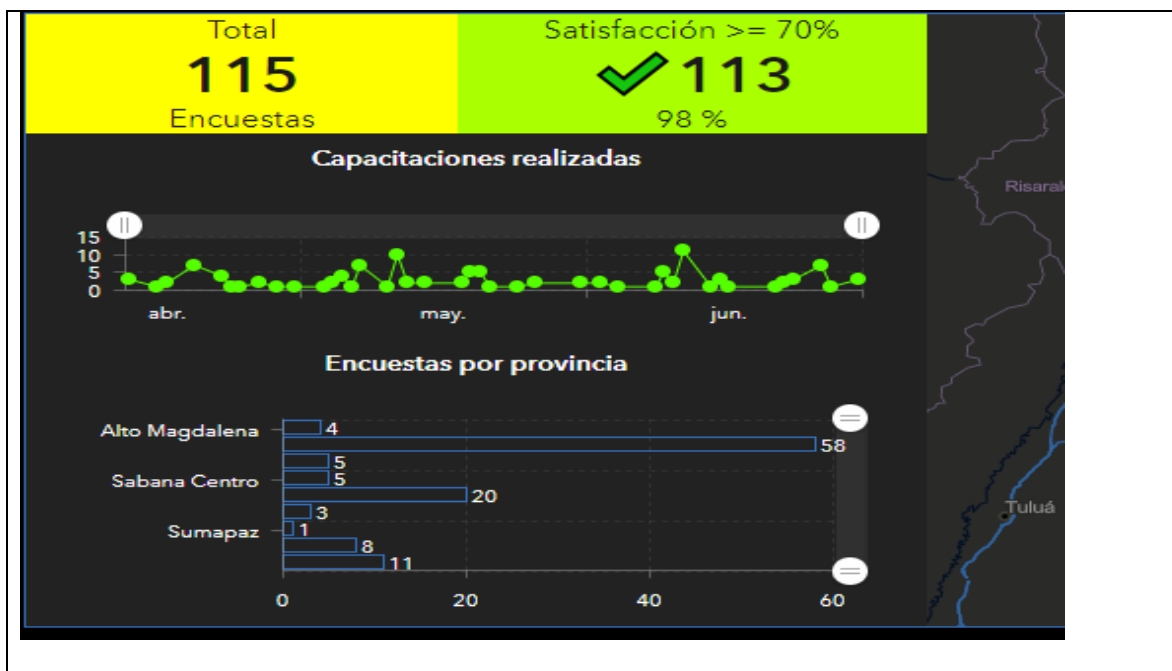 Total
115
Encuestas
Satisfacción >= 70%
113
98 %
Capacitaciones realizadas
15
10
5
0
abr.
may.
jun.
Encuestas por provincia
Alto Magdalena
4
58
5
Sabana Centro
5
20
3
Sumapaz
1
8
11
0
20
40
60
Tuluá